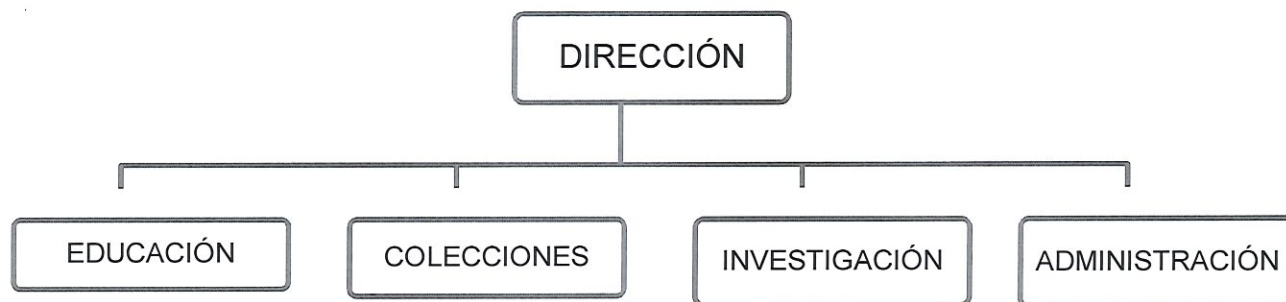 DIRECCIÓN
EDUCACIÓN
COLECCIONES
INVESTIGACIÓN
ADMINISTRACIÓN